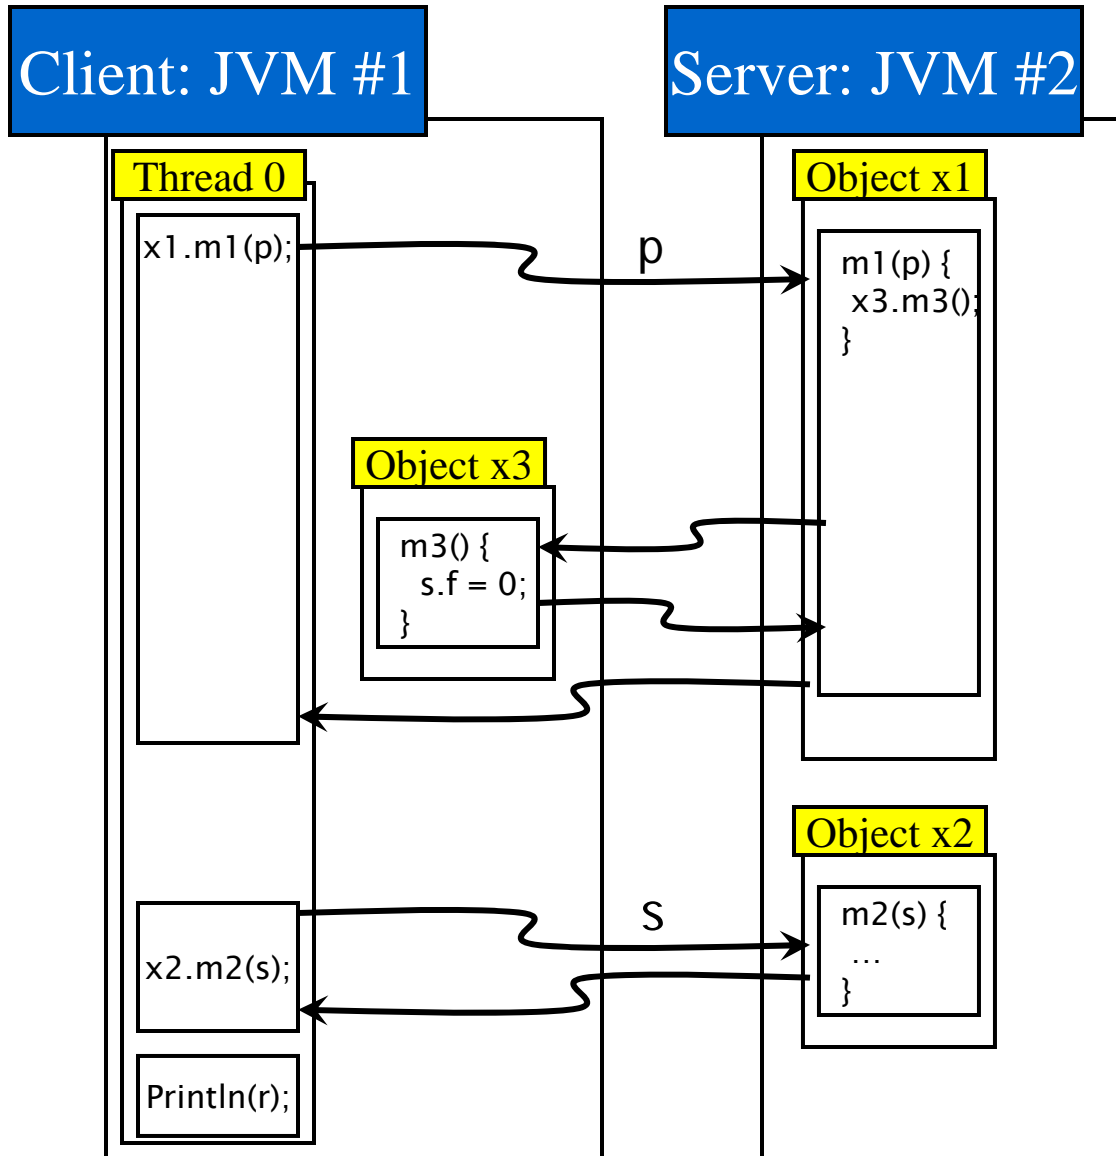 Client: JVM #1
Server: JVM #2
Thread 0
Object x1
x1.m1(p);
p
m1(p) {
x3.m3();
}
Object x3
m3() {
s.f = 0;
}
Object x2
s
m2(s) {
...
}
x2.m2(s);
Println(r);